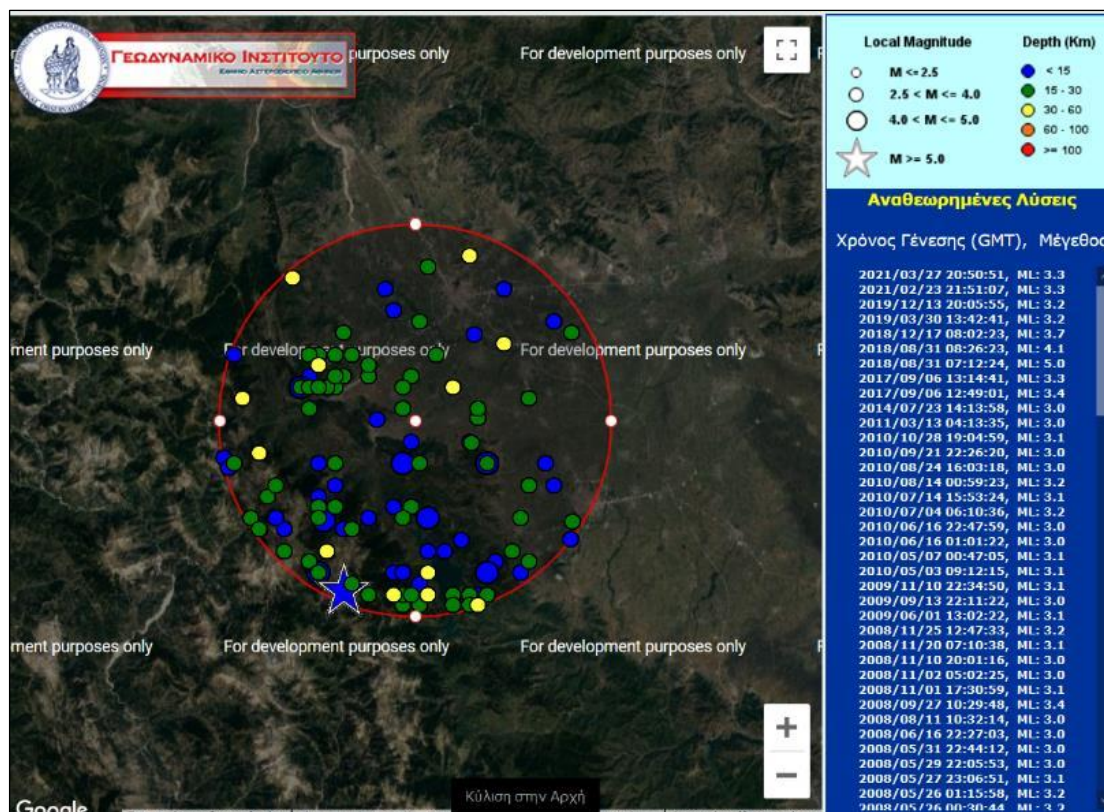 ΓΕΩΔΥΝΑΜΙΚΟ ΙΝΣΤΙΤΟΥΤΟ
ΕΘΝΙΚΟ ΑΣΤΕΡΟΣΚΟΠΕΙΟ ΑΘΗΝΩΝ
purposes only
For development purposes only
F
ment purposes only
For development purposes only
For development purposes only
F
ment purposes only
For development purposes only
For development purposes only
F
+
−
Κύλιση στην Αρχή
Google
Local Magnitude
Depth (Km)
M <=2.5
2.5 < M <= 4.0
4.0 < M <= 5.0
M >= 5.0
< 15
15 - 30
30 - 60
60 - 100
>= 100
Αναθεωρημένες Λύσεις
Χρόνος Γένεσης (GMT), Μέγεθος
2021/03/27 20:50:51, ML: 3.3
2021/02/23 21:51:07, ML: 3.3
2019/12/13 20:05:55, ML: 3.2
2019/03/30 13:42:41, ML: 3.2
2018/12/17 08:02:23, ML: 3.7
2018/08/31 08:26:23, ML: 4.1
2018/08/31 07:12:24, ML: 5.0
2017/09/06 13:14:41, ML: 3.3
2017/09/06 12:49:01, ML: 3.4
2014/07/23 14:13:58, ML: 3.0
2011/03/13 04:13:35, ML: 3.0
2010/10/28 19:04:59, ML: 3.1
2010/09/21 22:26:20, ML: 3.0
2010/08/24 16:03:18, ML: 3.0
2010/08/14 00:59:23, ML: 3.2
2010/07/14 15:53:24, ML: 3.1
2010/07/04 06:10:36, ML: 3.2
2010/06/16 22:47:59, ML: 3.0
2010/06/16 01:01:22, ML: 3.0
2010/05/07 00:47:05, ML: 3.1
2010/05/03 09:12:15, ML: 3.1
2009/11/10 22:34:50, ML: 3.1
2009/09/13 22:11:22, ML: 3.0
2009/06/01 13:02:22, ML: 3.1
2008/11/25 12:47:33, ML: 3.2
2008/11/20 07:10:38, ML: 3.1
2008/11/10 20:01:16, ML: 3.0
2008/11/02 05:02:25, ML: 3.0
2008/11/01 17:30:59, ML: 3.1
2008/09/27 10:29:48, ML: 3.4
2008/08/11 10:32:14, ML: 3.0
2008/06/16 22:27:03, ML: 3.0
2008/05/31 22:44:12, ML: 3.0
2008/05/29 22:05:53, ML: 3.0
2008/05/27 23:06:51, ML: 3.1
2008/05/26 01:15:58, ML: 3.2
2008/05/26 00:30:44, ML: 3.2